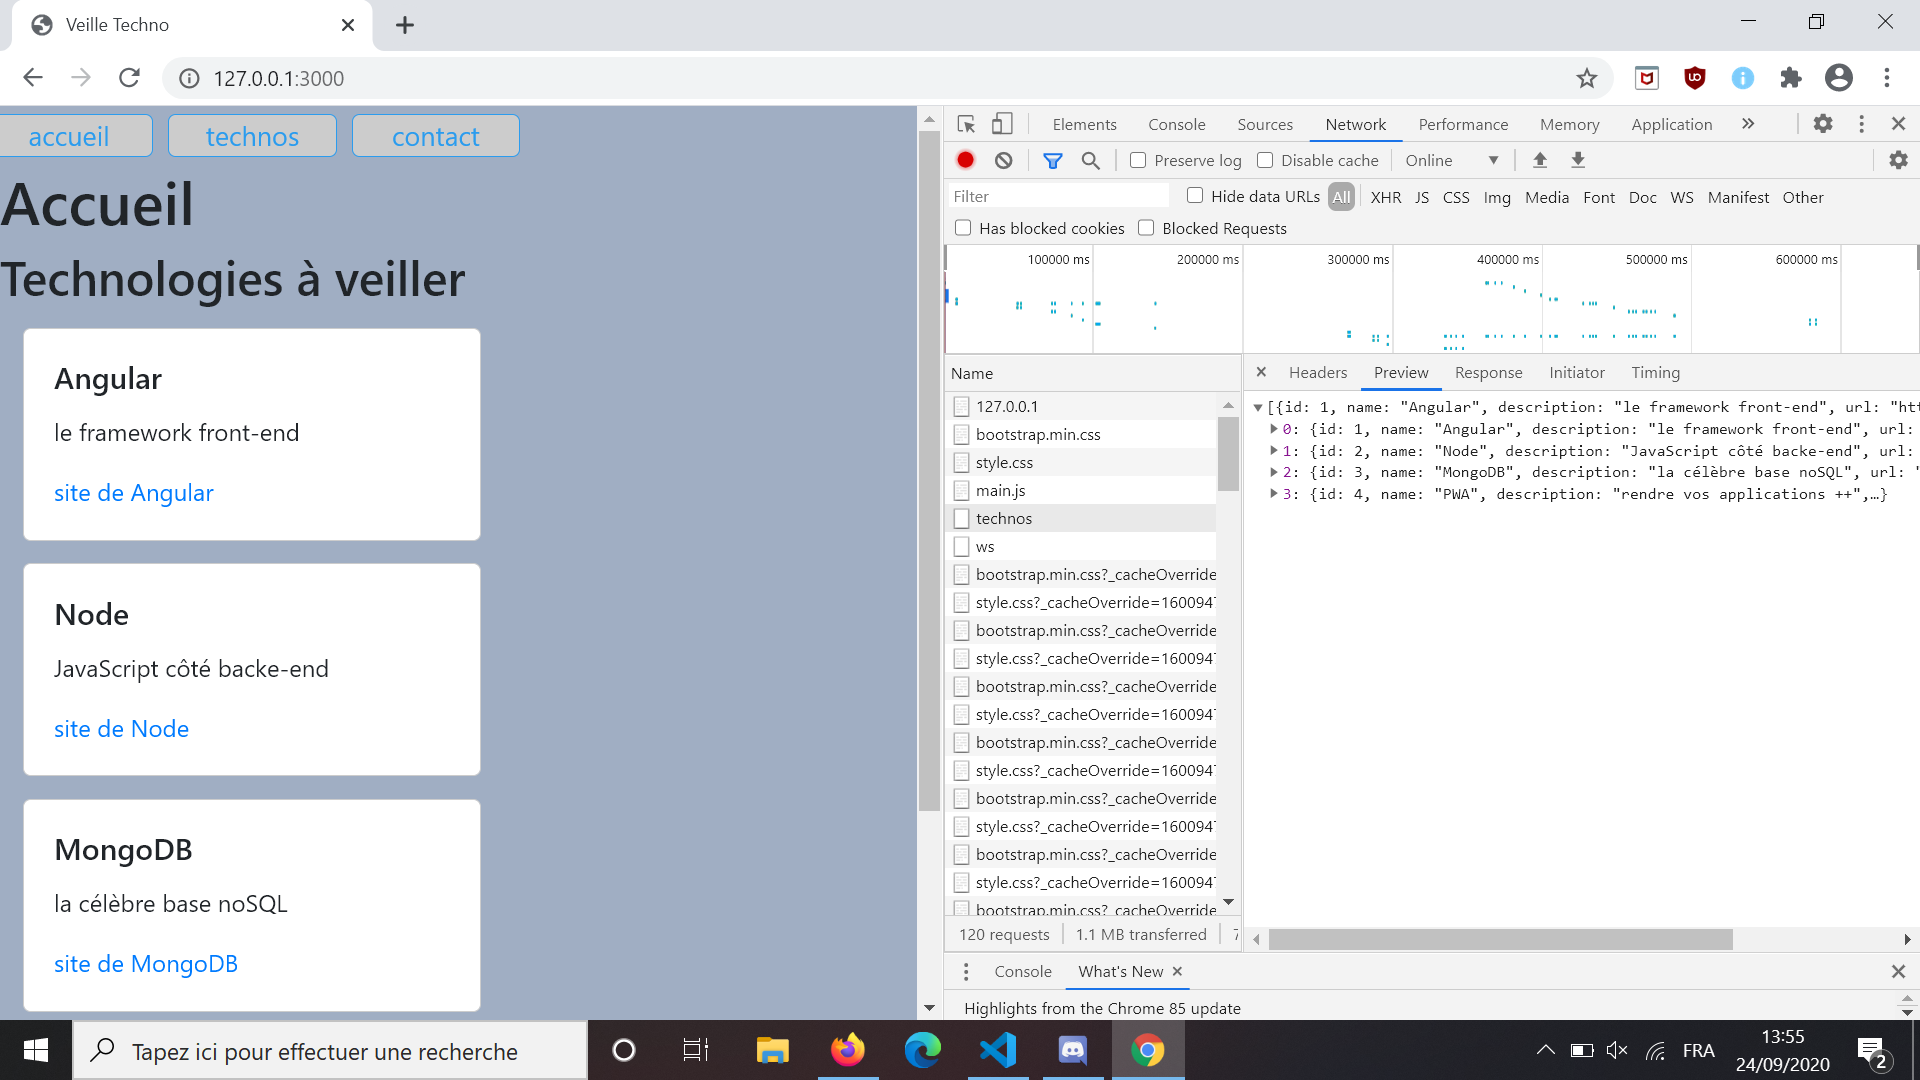 Veille Techno
127.0.0.1:3000
accueil technos contact
Accueil
Technologies à veiller
Angular
le framework front-end
site de Angular
Node
JavaScript côté backe-end
site de Node
MongoDB
la célèbre base noSQL
site de MongoDB
Elements Console Sources Network Performance Memory Application
Preserve log Disable cache Online
Filter Hide data URLs All XHR JS CSS Img Media Font Doc WS Manifest Other
Has blocked cookies Blocked Requests
100000 ms 200000 ms 300000 ms 400000 ms 500000 ms 600000 ms
Name
127.0.0.1
bootstrap.min.css
style.css
main.js
technos
ws
bootstrap.min.css?_cacheOverride
style.css?_cacheOverride=160094
bootstrap.min.css?_cacheOverride
style.css?_cacheOverride=160094
bootstrap.min.css?_cacheOverride
style.css?_cacheOverride=160094
bootstrap.min.css?_cacheOverride
style.css?_cacheOverride=160094
bootstrap.min.css?_cacheOverride
style.css?_cacheOverride=160094
bootstrap.min.css?_cacheOverride
style.css?_cacheOverride=160094
bootstrap.min.css?_cacheOverride
120 requests 1.1 MB transferred
Headers Preview Response Initiator Timing
[{id: 1, name: "Angular", description: "le framework front-end", url: "htt
0: {id: 1, name: "Angular", description: "le framework front-end", url:
1: {id: 2, name: "Node", description: "JavaScript côté backe-end", url:
2: {id: 3, name: "MongoDB", description: "la célèbre base noSQL", url: "
3: {id: 4, name: "PWA", description: "rendre vos applications ++",…}
Console What's New
Highlights from the Chrome 85 update
Tapez ici pour effectuer une recherche
FRA
13:55
24/09/2020
2